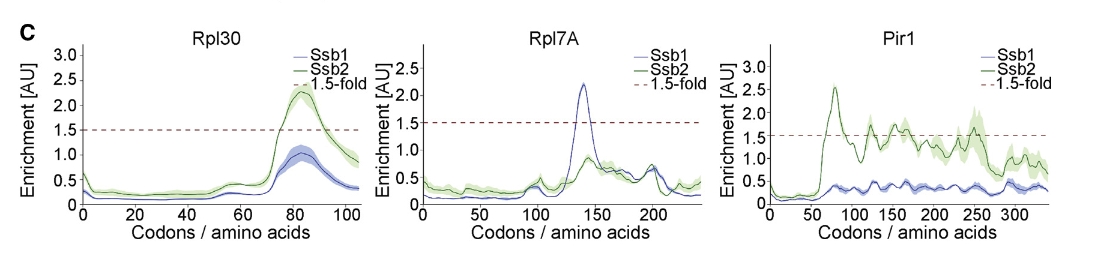 C
Rpl30
Enrichment [AU]
3.0
2.5
2.0
1.5
1.0
0.5
0
Ssb1
Ssb2
1.5-fold
0 20 40 60 80 100
Codons / amino acids
Rpl7A
Enrichment [AU]
2.5
2.0
1.5
1.0
0.5
0
Ssb1
Ssb2
1.5-fold
0 50 100 150 200
Codons / amino acids
Pir1
Enrichment [AU]
3.0
2.5
2.0
1.5
1.0
0.5
0
Ssb1
Ssb2
1.5-fold
0 50 100 150 200 250 300
Codons / amino acids